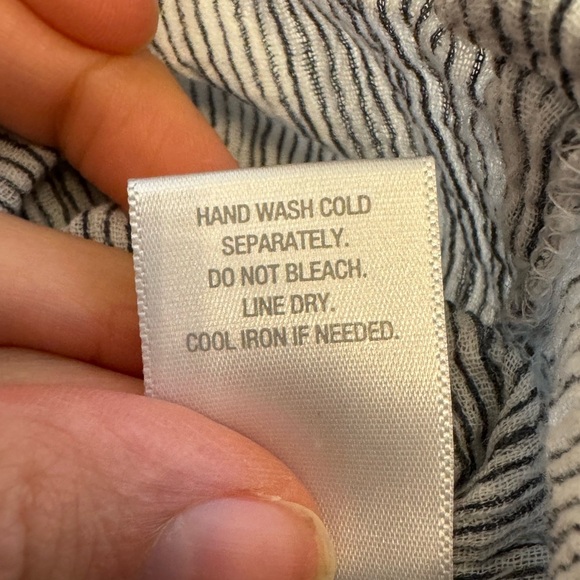 HAND WASH COLD
SEPARATELY.
DO NOT BLEACH.
LINE DRY.
COOL IRON IF NEEDED.